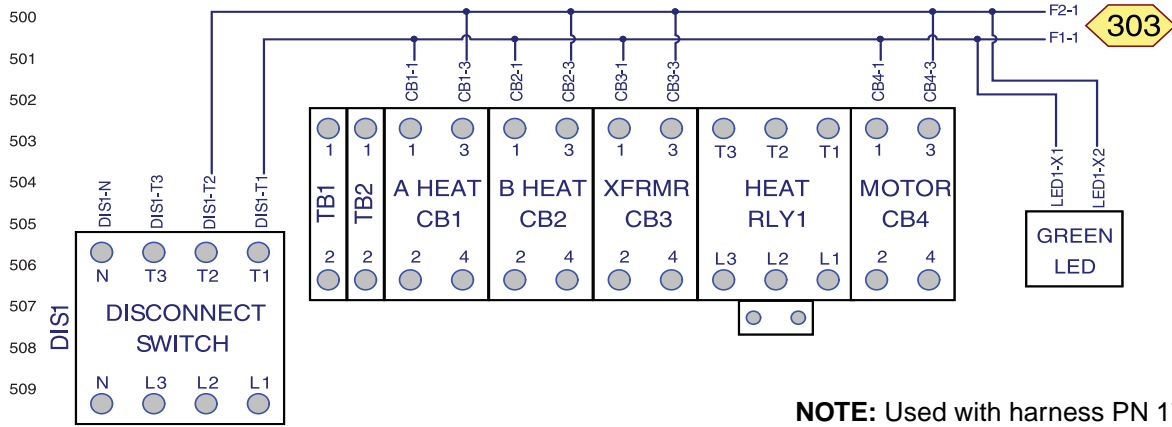 500
F2-1
303
F1-1
501
CB1-1
CB1-3
CB2-1
CB2-3
CB3-1
CB3-3
CB4-1
CB4-3
502
503
1
1
1
3
1
3
1
3
T3
T2
T1
1
3
504
DIS1-N
DIS1-T3
DIS1-T2
DIS1-T1
TB1
TB2
A HEAT
CB1
B HEAT
CB2
XFRMR
CB3
HEAT
RLY1
MOTOR
CB4
LED1-X1
LED1-X2
505
GREEN
LED
506
N
T3
T2
T1
2
2
2
4
2
4
2
4
L3
L2
L1
2
4
507
DIS1
DISCONNECT
SWITCH
508
509
N
L3
L2
L1
NOTE: Used with harness PN 1